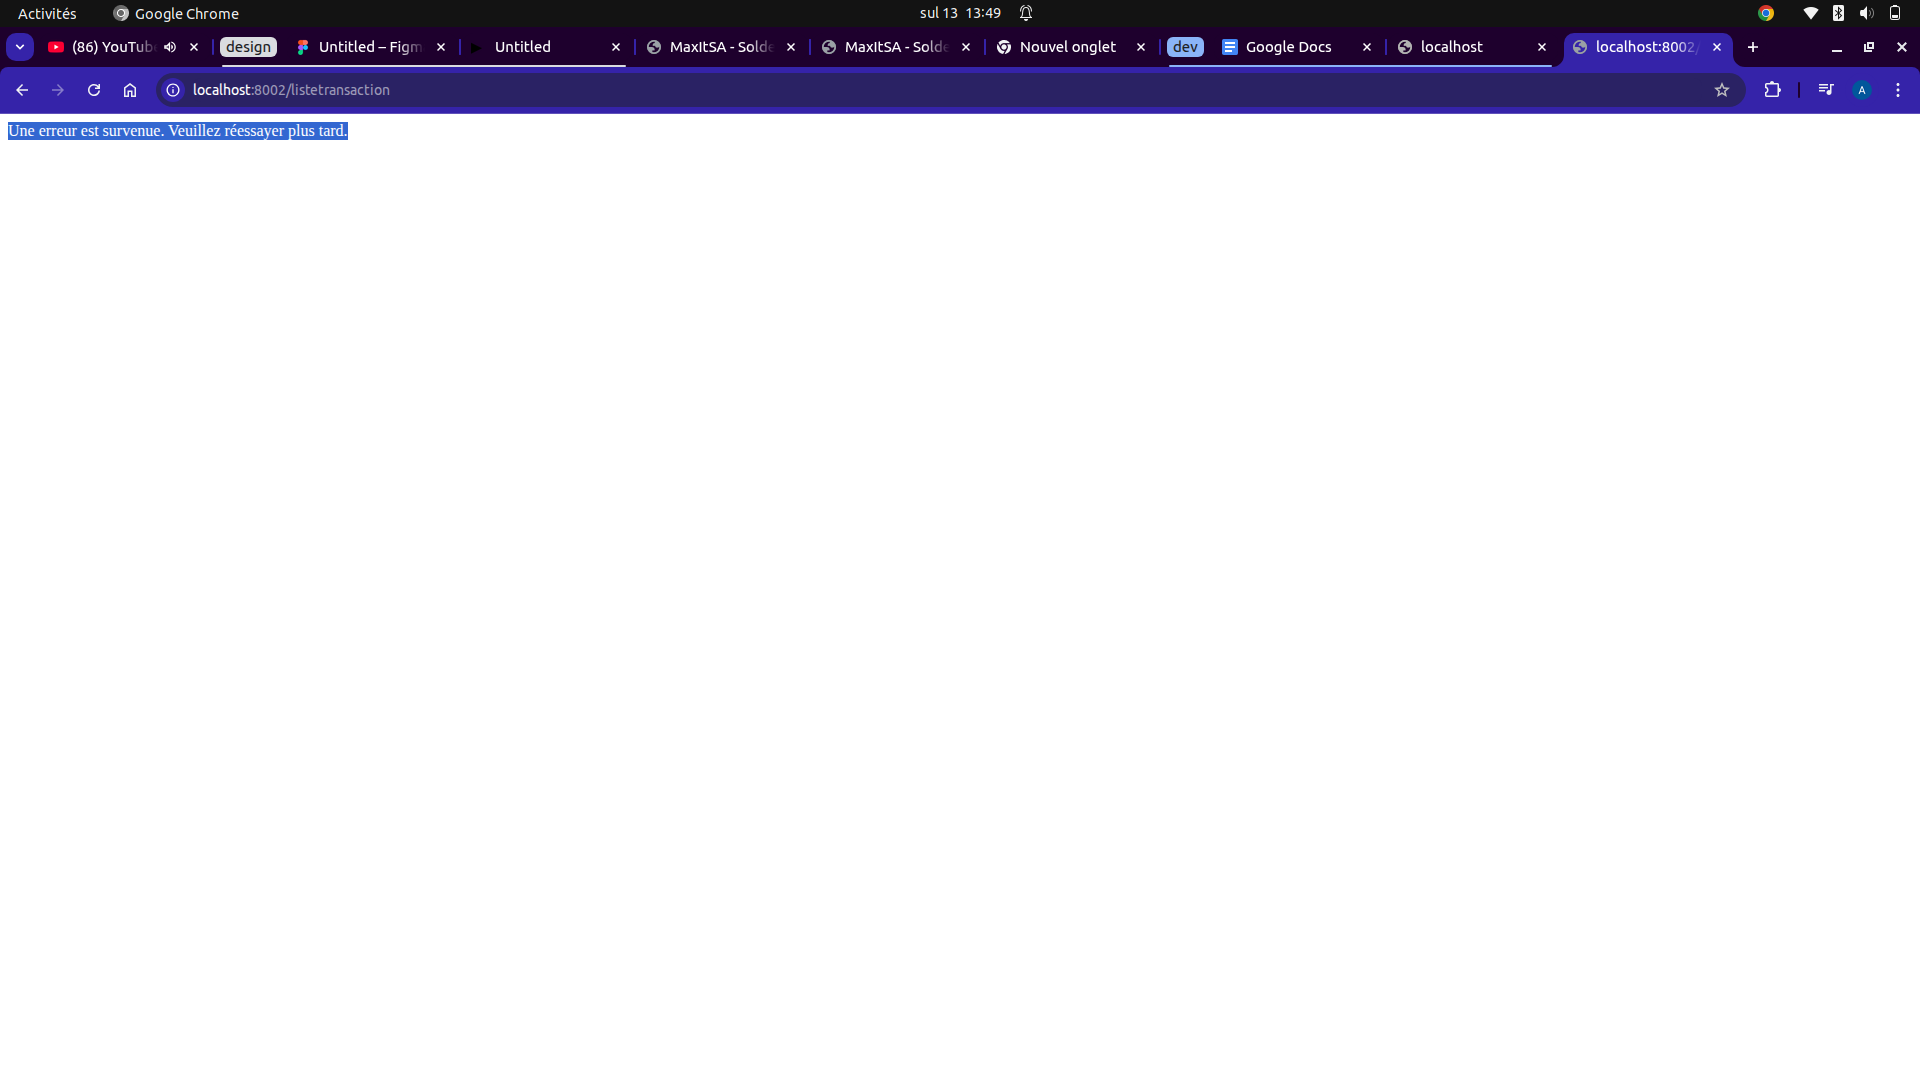 Activités Google Chrome sul 13 13:49
(86) YouTub design Untitled – Figm Untitled MaxItSA - Solde MaxItSA - Solde Nouvel onglet dev Google Docs localhost localhost:8002/
localhost:8002/listetransaction A
Une erreur est survenue. Veuillez réessayer plus tard.